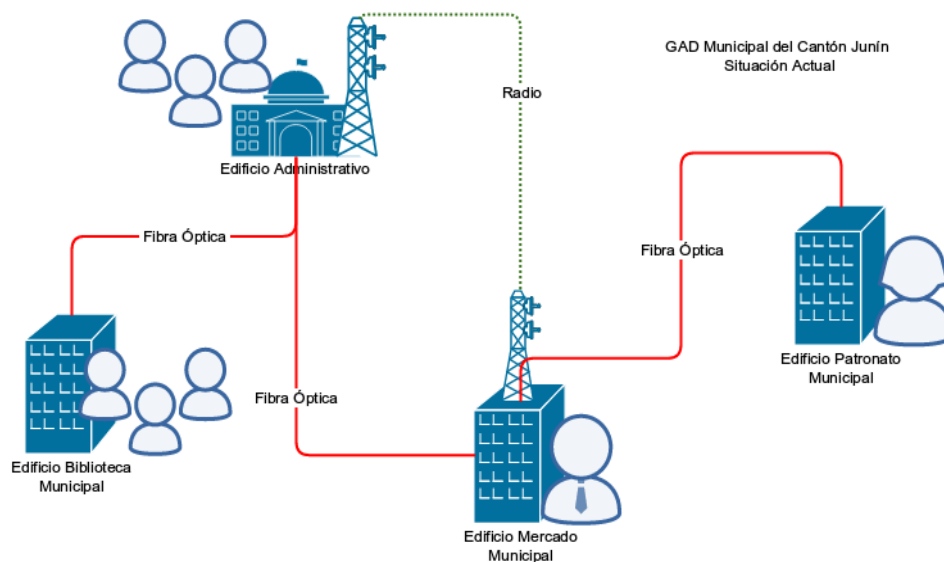 GAD Municipal del Cantón Junín
Situación Actual
Radio
Edificio Administrativo
Fibra Óptica
Fibra Óptica
Edificio Patronato
Municipal
Fibra Óptica
Edificio Biblioteca
Municipal
Edificio Mercado
Municipal